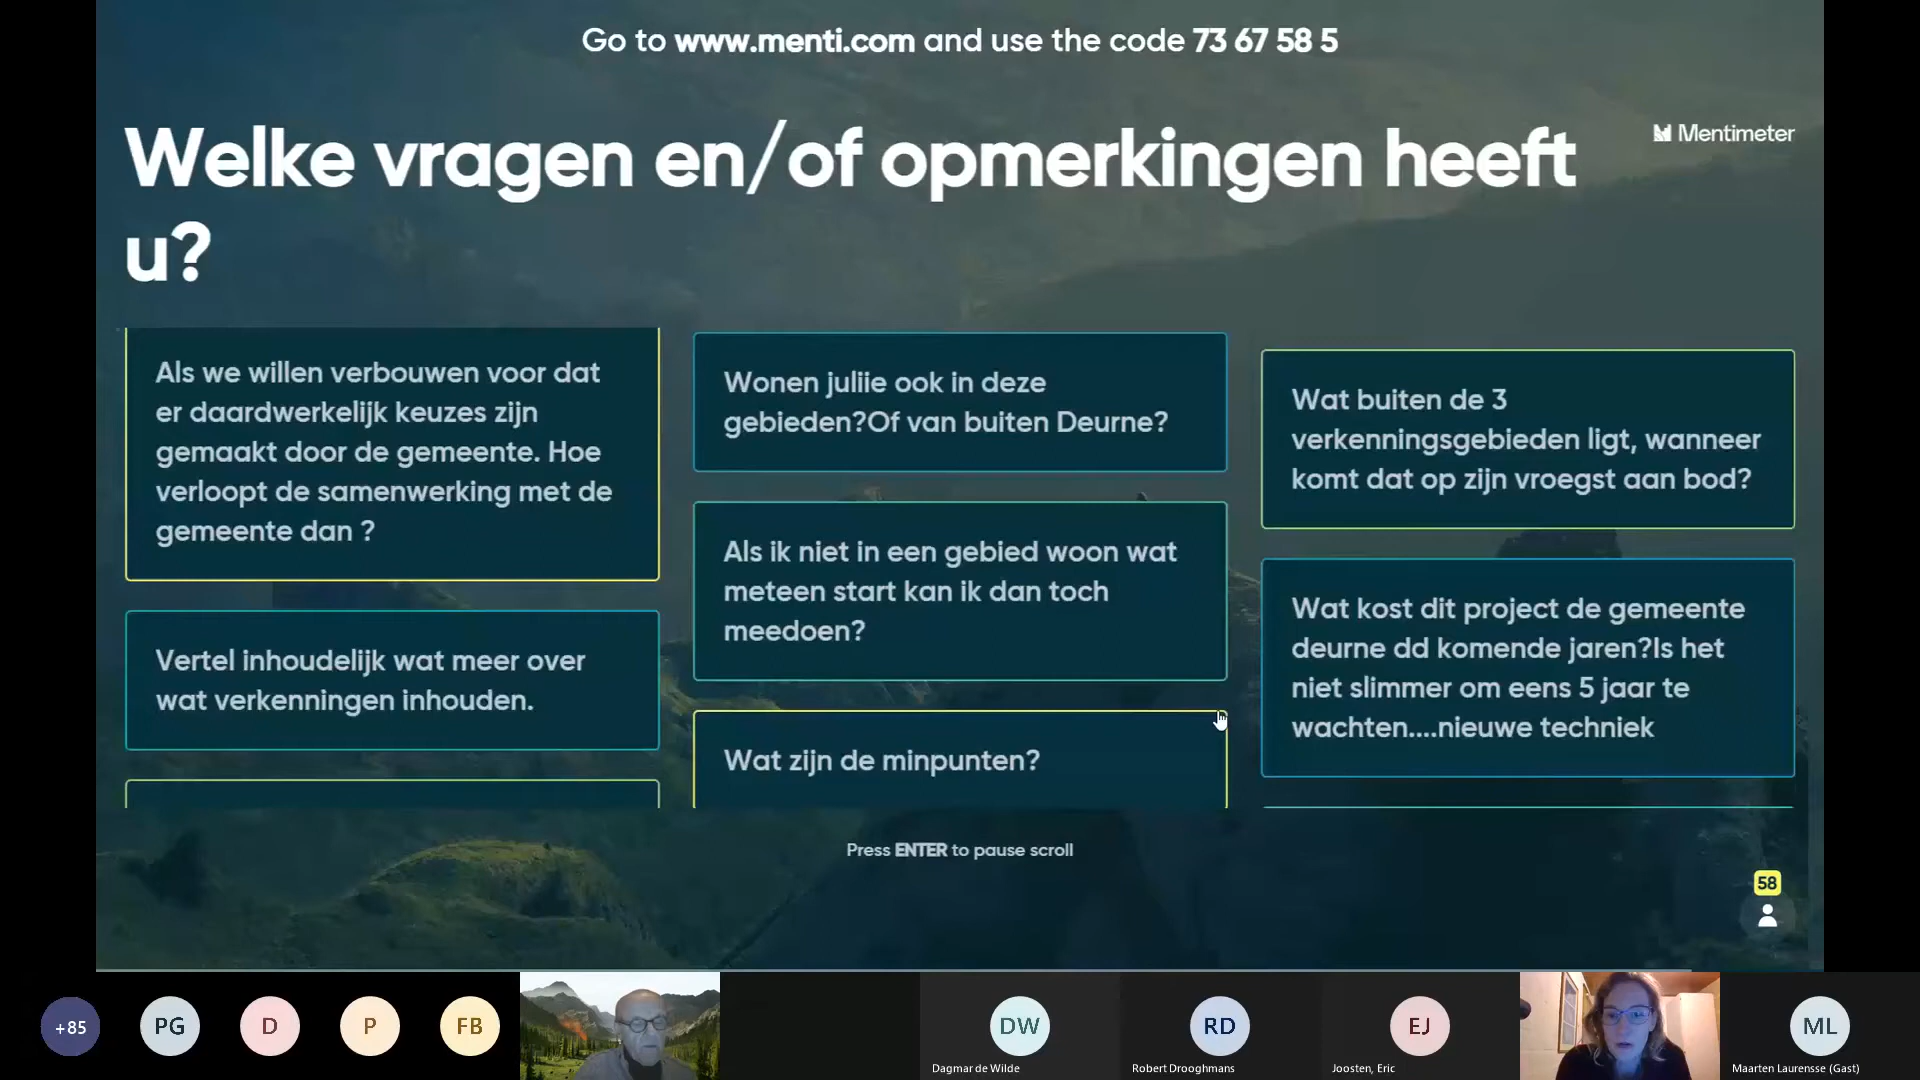 Go to www.menti.com and use the code 73 67 58 5
Mentimeter
Welke vragen en/of opmerkingen heeft
u?
Als we willen verbouwen voor dat
er daardwerkelijk keuzes zijn
gemaakt door de gemeente. Hoe
verloopt de samenwerking met de
gemeente dan ?
Vertel inhoudelijk wat meer over
wat verkenningen inhouden.
Wonen juliie ook in deze
gebieden?Of van buiten Deurne?
Als ik niet in een gebied woon wat
meteen start kan ik dan toch
meedoen?
Wat zijn de minpunten?
Wat buiten de 3
verkenningsgebieden ligt, wanneer
komt dat op zijn vroegst aan bod?
Wat kost dit project de gemeente
deurne dd komende jaren?Is het
niet slimmer om eens 5 jaar te
wachten....nieuwe techniek
Press ENTER to pause scroll
58
+85
PG
D
P
FB
DW
Dagmar de Wilde
RD
Robert Drooghmans
EJ
Joosten, Eric
ML
Maarten Laurensse (Gast)